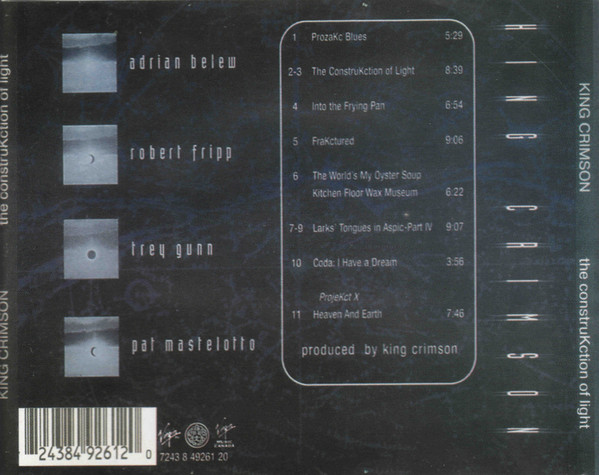 the construKction of light
KING CRIMSON
adrian belew
robert fripp
trey gunn
pat mastelotto
1 ProzaKc Blues 5:29
2-3 The ConstruKction of Light 8:39
4 Into the Frying Pan 6:54
5 FraKctured 9:06
6 The World's My Oyster Soup
Kitchen Floor Wax Museum 6:22
7-9 Larks' Tongues in Aspic-Part IV 9:07
10 Coda: I Have a Dream 3:56
ProjeKct X
11 Heaven And Earth 7:46
produced by king crimson
KING CRIMSON
KING CRIMSON
the construKction of light
24384 92612 0
Virgin
Virgin
MUSIC
CANADA
7243 8 49261 20